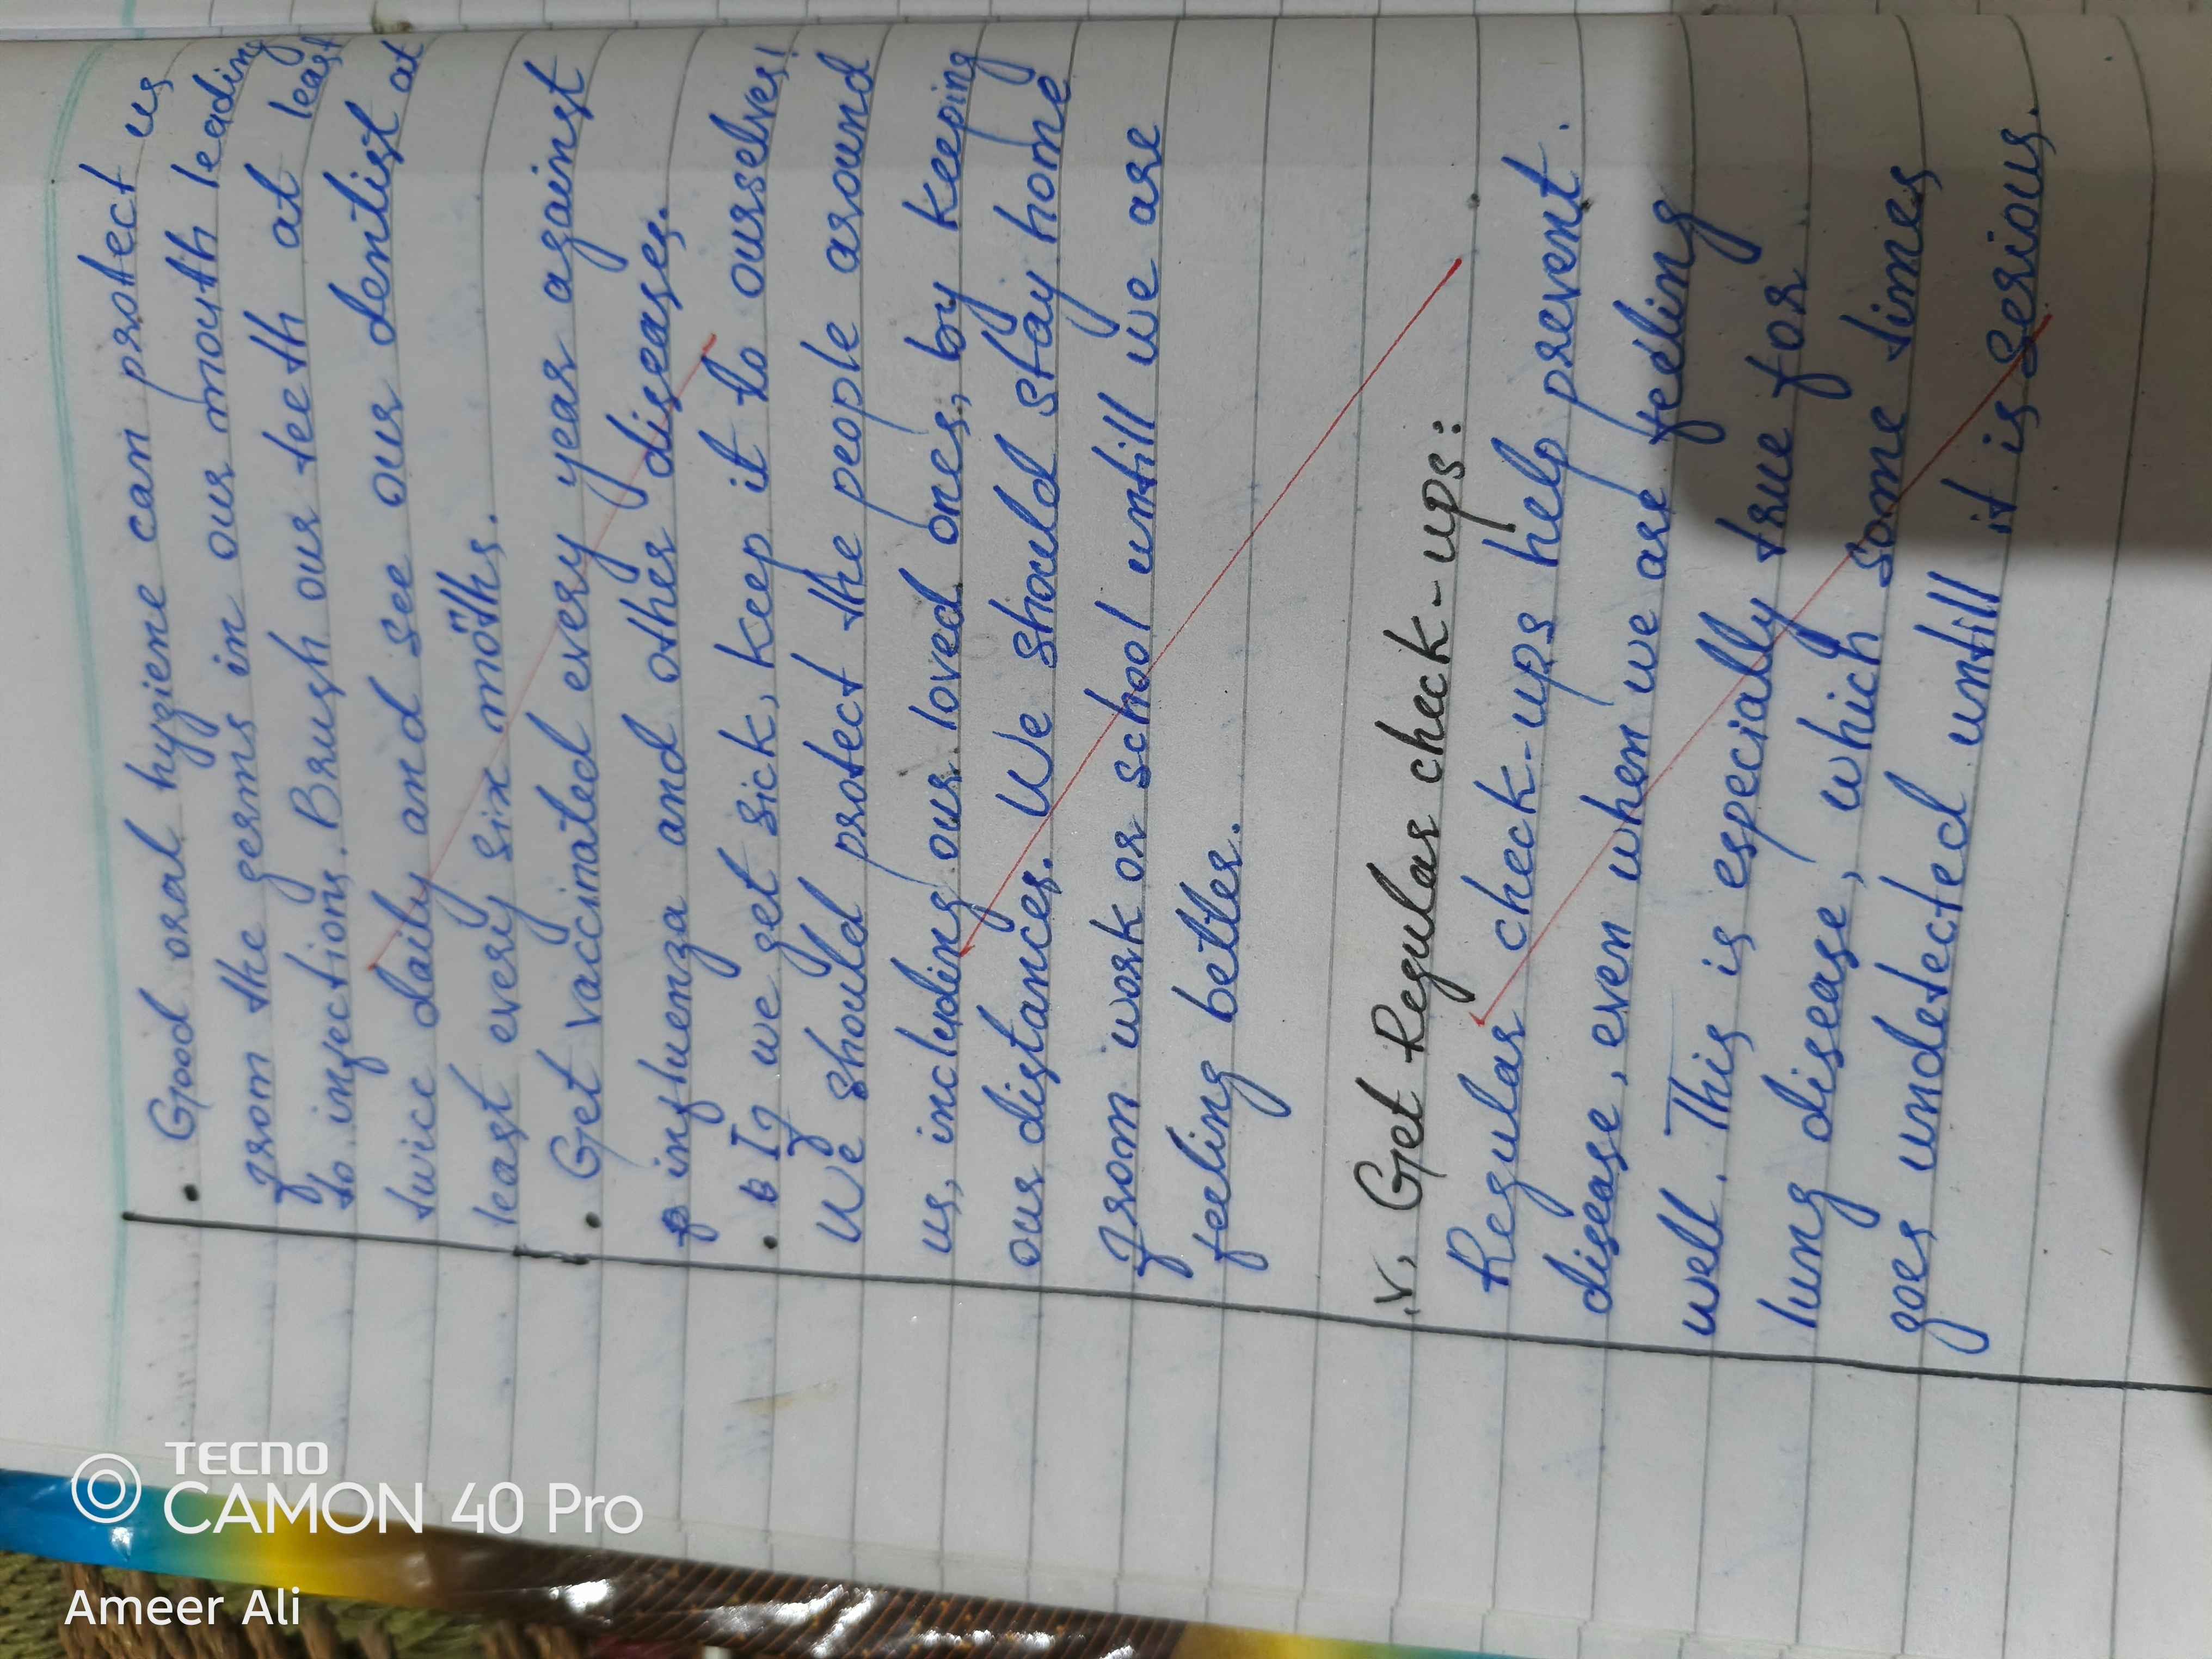 • Good oral hygiene can protect us
from the germs in our mouth leading
to infections. Brush our teeth at least
twice daily and see our dentist at
least every six months.
• Get vaccinated every year against
influenza and other diseases.
• If we get sick, keep it to ourselves!
We should protect the people around
us, including our loved ones, by keeping
our distances. We should stay home
from work or school untill we are
feeling better.
v, Get Regular check-ups:
Regular check-ups help prevent.
disease, even when we are feeling
well. This is especially true for
lung disease, which some times
goes undetected untill it is serious.
TECNO
CAMON 40 Pro
Ameer Ali